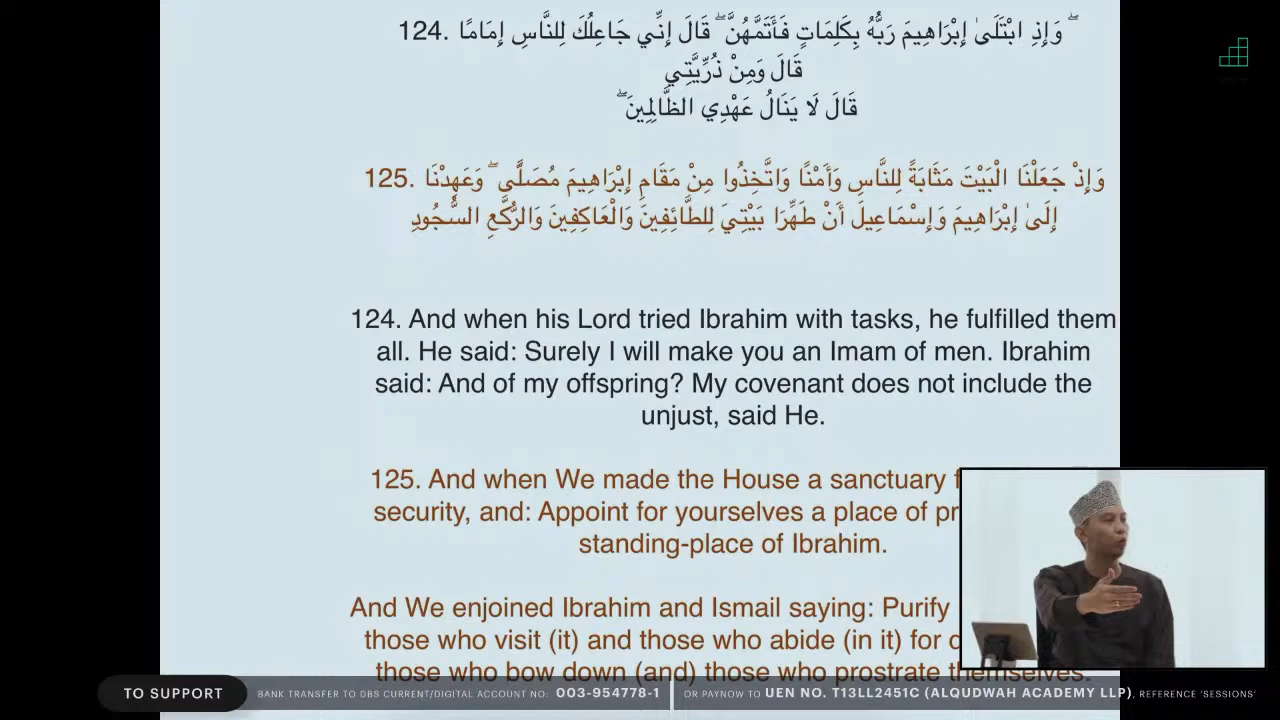 124. ۖ وَإِذِ ابْتَلَىٰ إِبْرَاهِيمَ رَبُّهُ بِكَلِمَاتٍ فَأَتَمَّهُنَّ ۖ قَالَ إِنِّي جَاعِلُكَ لِلنَّاسِ إِمَامًا
قَالَ وَمِنْ ذُرِّيَّتِي
قَالَ لَا يَنَالُ عَهْدِي الظَّالِمِينَ ۖ
125. وَإِذْ جَعَلْنَا الْبَيْتَ مَثَابَةً لِلنَّاسِ وَأَمْنًا وَاتَّخِذُوا مِنْ مَقَامِ إِبْرَاهِيمَ مُصَلًّى ۖ وَعَهِدْنَا
إِلَىٰ إِبْرَاهِيمَ وَإِسْمَاعِيلَ أَنْ طَهِّرَا بَيْتِيَ لِلطَّائِفِينَ وَالْعَاكِفِينَ وَالرُّكَّعِ السُّجُودِ
124. And when his Lord tried Ibrahim with tasks, he fulfilled them
all. He said: Surely I will make you an Imam of men. Ibrahim
said: And of my offspring? My covenant does not include the
unjust, said He.
125. And when We made the House a sanctuary
security, and: Appoint for yourselves a place of
standing-place of Ibrahim.
And We enjoined Ibrahim and Ismail saying: Purify
those who visit (it) and those who abide (in it) for
those who bow down (and) those who prostrate themselves.
TO SUPPORT BANK TRANSFER TO DBS CURRENT/DIGITAL ACCOUNT NO: 003-954778-1 OR PAYNOW TO UEN NO. T13LL2451C (ALQUDWAH ACADEMY LLP), REFERENCE 'SESSIONS'